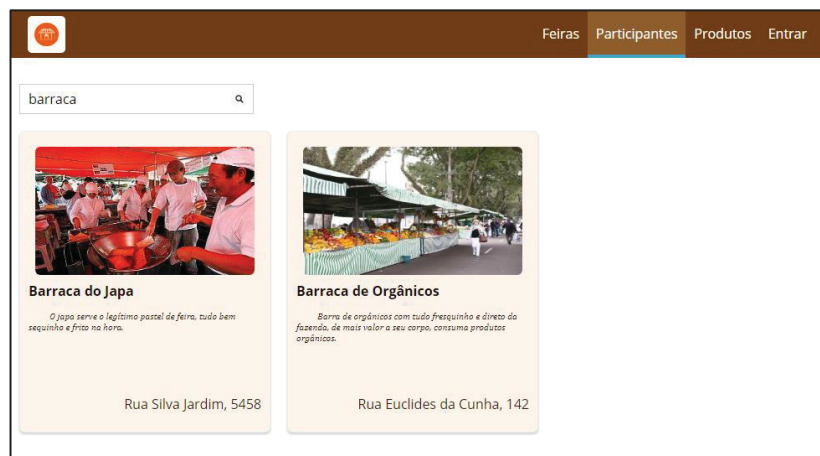 Feiras Participantes Produtos Entrar
barraca
Barraca do Japa
O japa serve o legítimo pastel de feira, tudo bem
sequinho e frito na hora.
Rua Silva Jardim, 5458
Barraca de Orgânicos
Barra de orgânicos com tudo fresquinho e direto da
fazenda, de mais valor a seu corpo, consuma produtos
orgânicos.
Rua Euclides da Cunha, 142